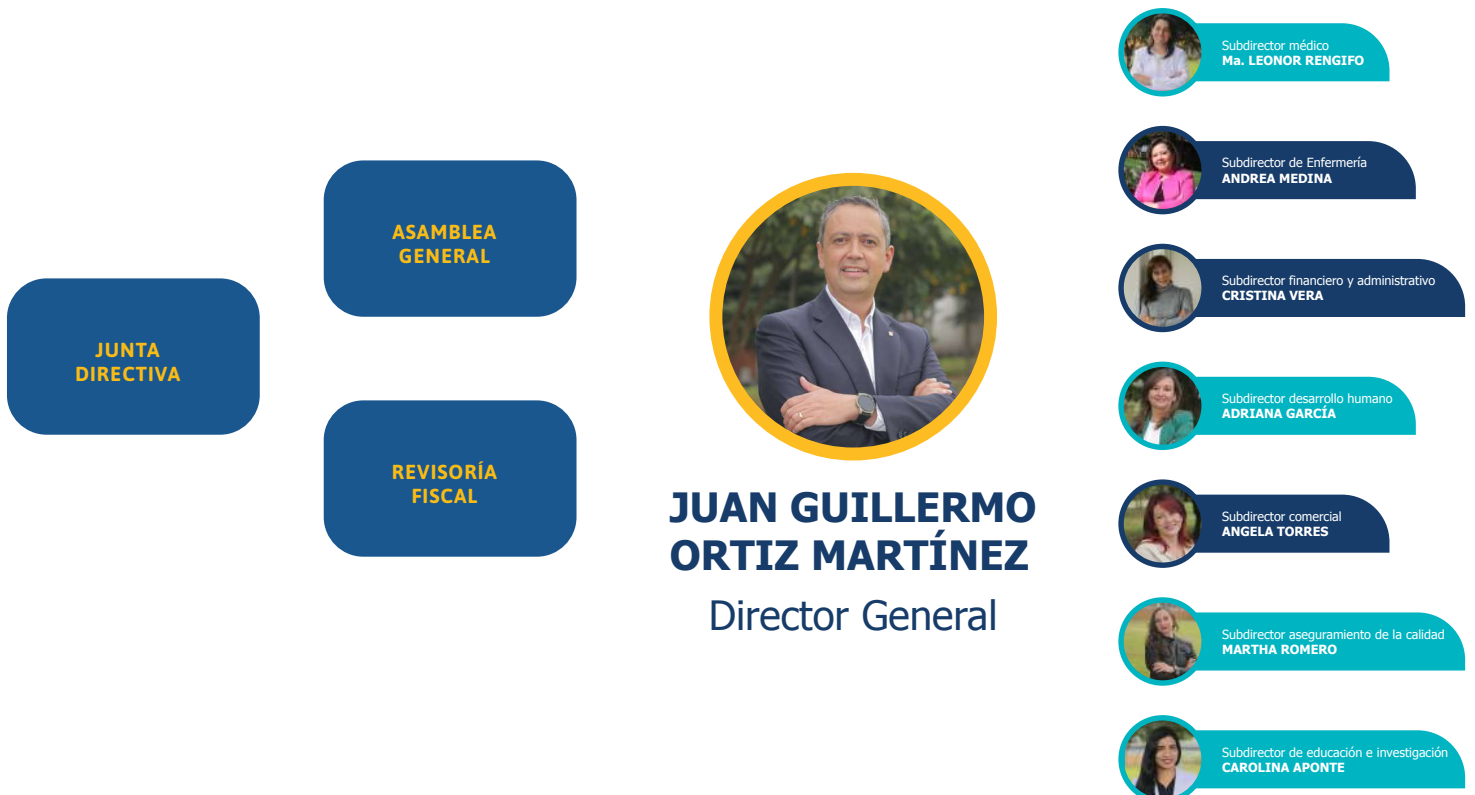 JUNTA
DIRECTIVA
ASAMBLEA
GENERAL
REVISORÍA
FISCAL
JUAN GUILLERMO
ORTIZ MARTÍNEZ
Director General
Subdirector médico
Ma. LEONOR RENGIFO
Subdirector de Enfermería
ANDREA MEDINA
Subdirector financiero y administrativo
CRISTINA VERA
Subdirector desarrollo humano
ADRIANA GARCÍA
Subdirector comercial
ANGELA TORRES
Subdirector aseguramiento de la calidad
MARTHA ROMERO
Subdirector de educación e investigación
CAROLINA APONTE